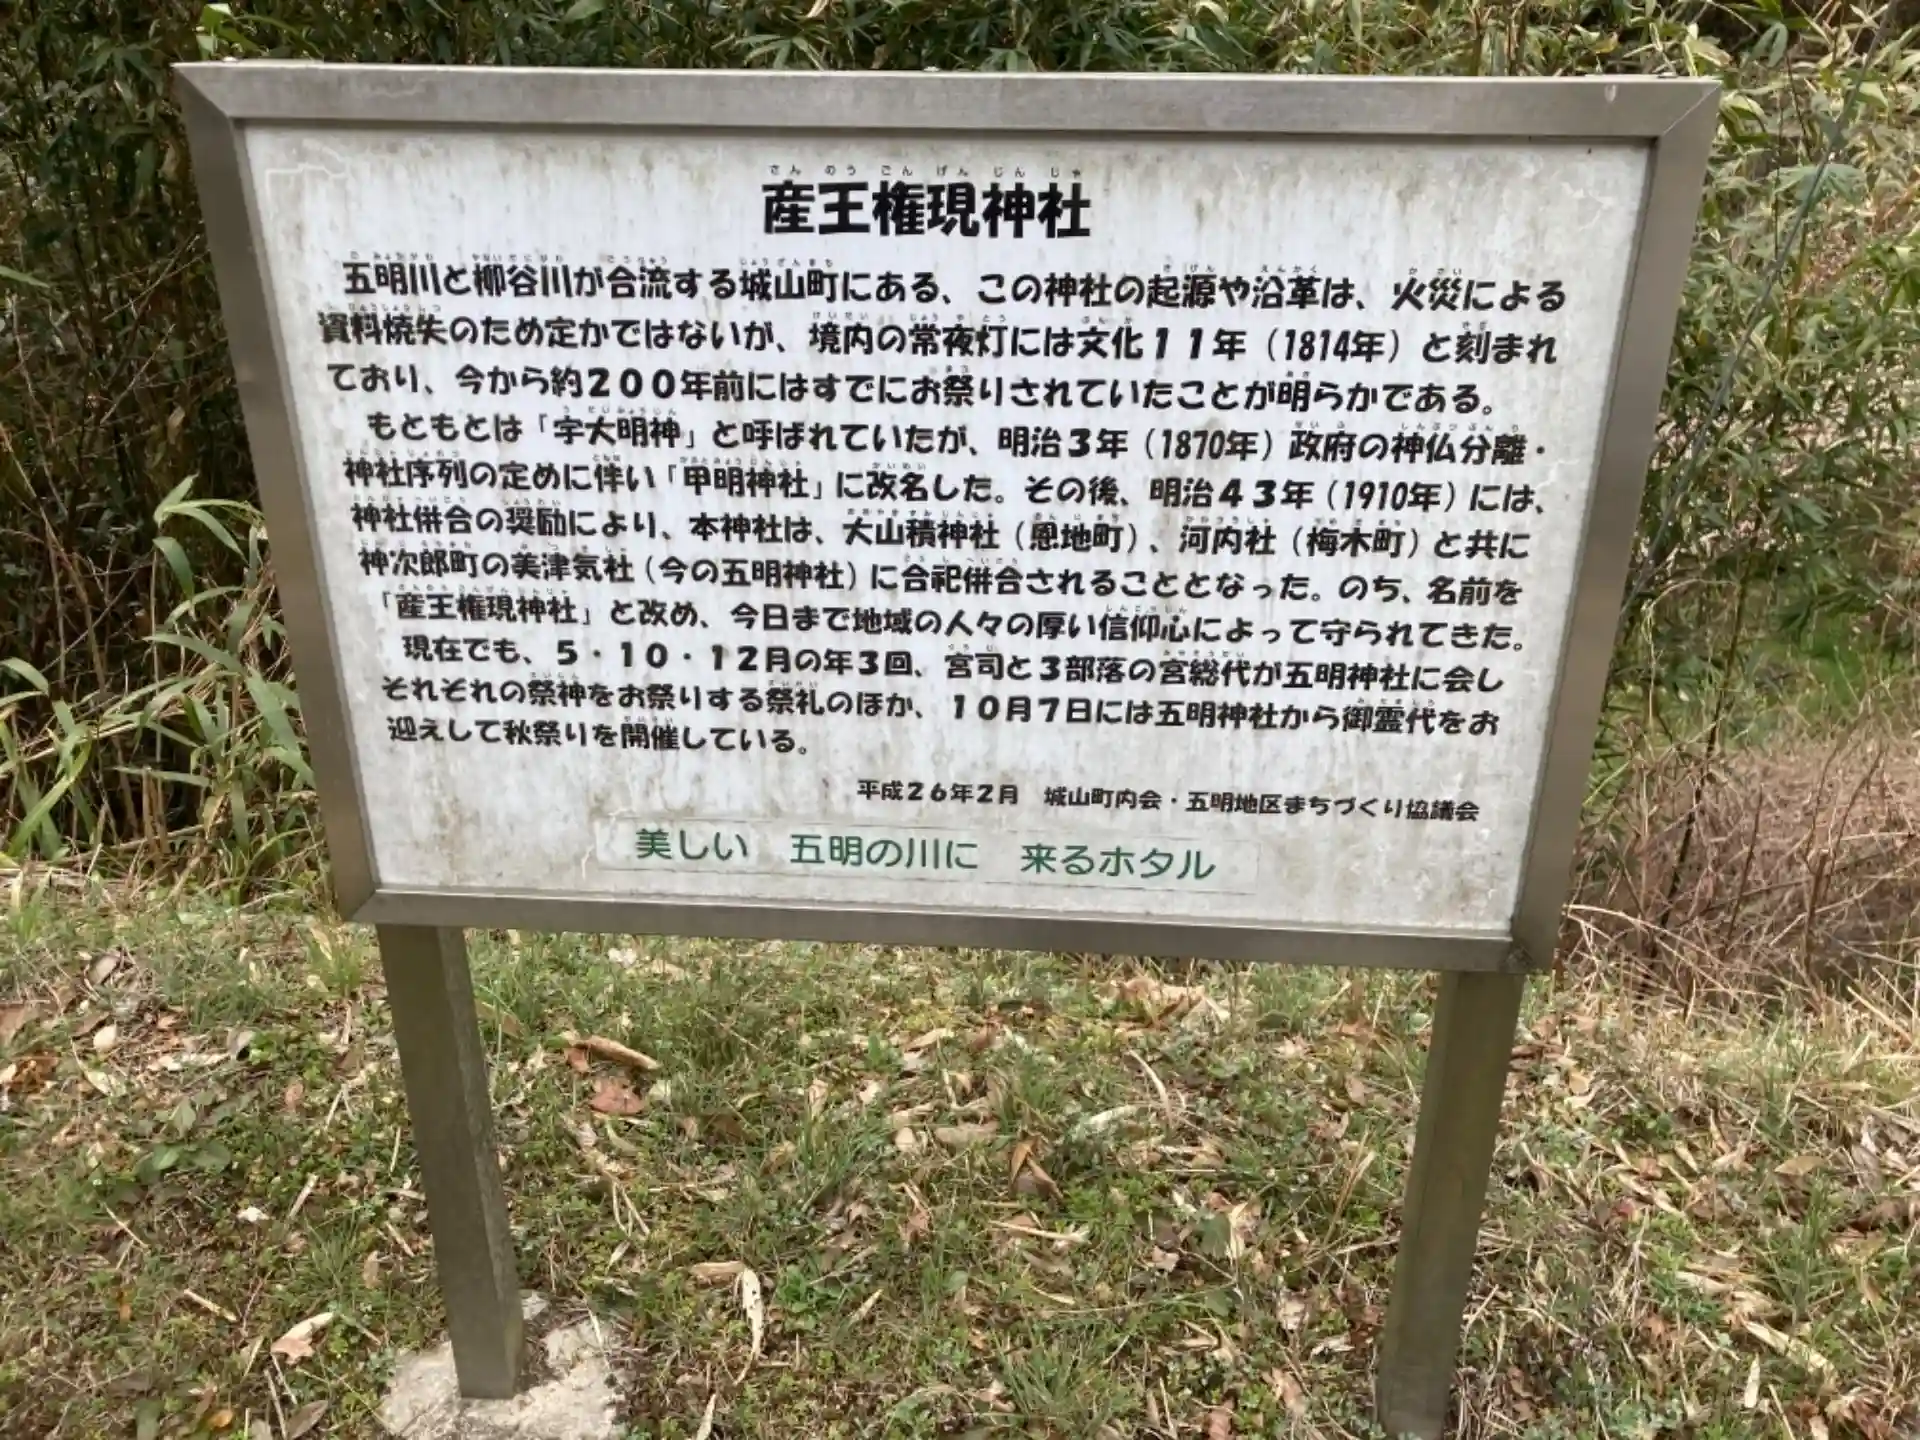 さんのうごんげんじんじゃ
産王権現神社
五明川と柳谷川が合流する城山町にある、この神社の起源や沿革は、火災による
資料焼失のため定かではないが、境内の常夜灯には文化11年(1814年)と刻まれ
ており、今から約200年前にはすでにお祭りされていたことが明らかである。
もともとは「宇大明神」と呼ばれていたが、明治3年(1870年)政府の神仏分離・
神社序列の定めに伴い「甲明神社」に改名した。その後、明治43年(1910年)には、
神社併合の奨励により、本神社は、大山積神社(恩地町)、河内社(梅木町)と共に
神次郎町の美津気社(今の五明神社)に合祀併合されることとなった。のち、名前を
「産王権現神社」と改め、今日まで地域の人々の厚い信仰心によって守られてきた。
現在でも、5・10・12月の年3回、宮司と3部落の宮総代が五明神社に会し
それぞれの祭神をお祭りする祭礼のほか、10月7日には五明神社から御霊代をお
迎えして秋祭りを開催している。
平成26年2月 城山町内会・五明地区まちづくり協議会
美しい 五明の川に 来るホタル